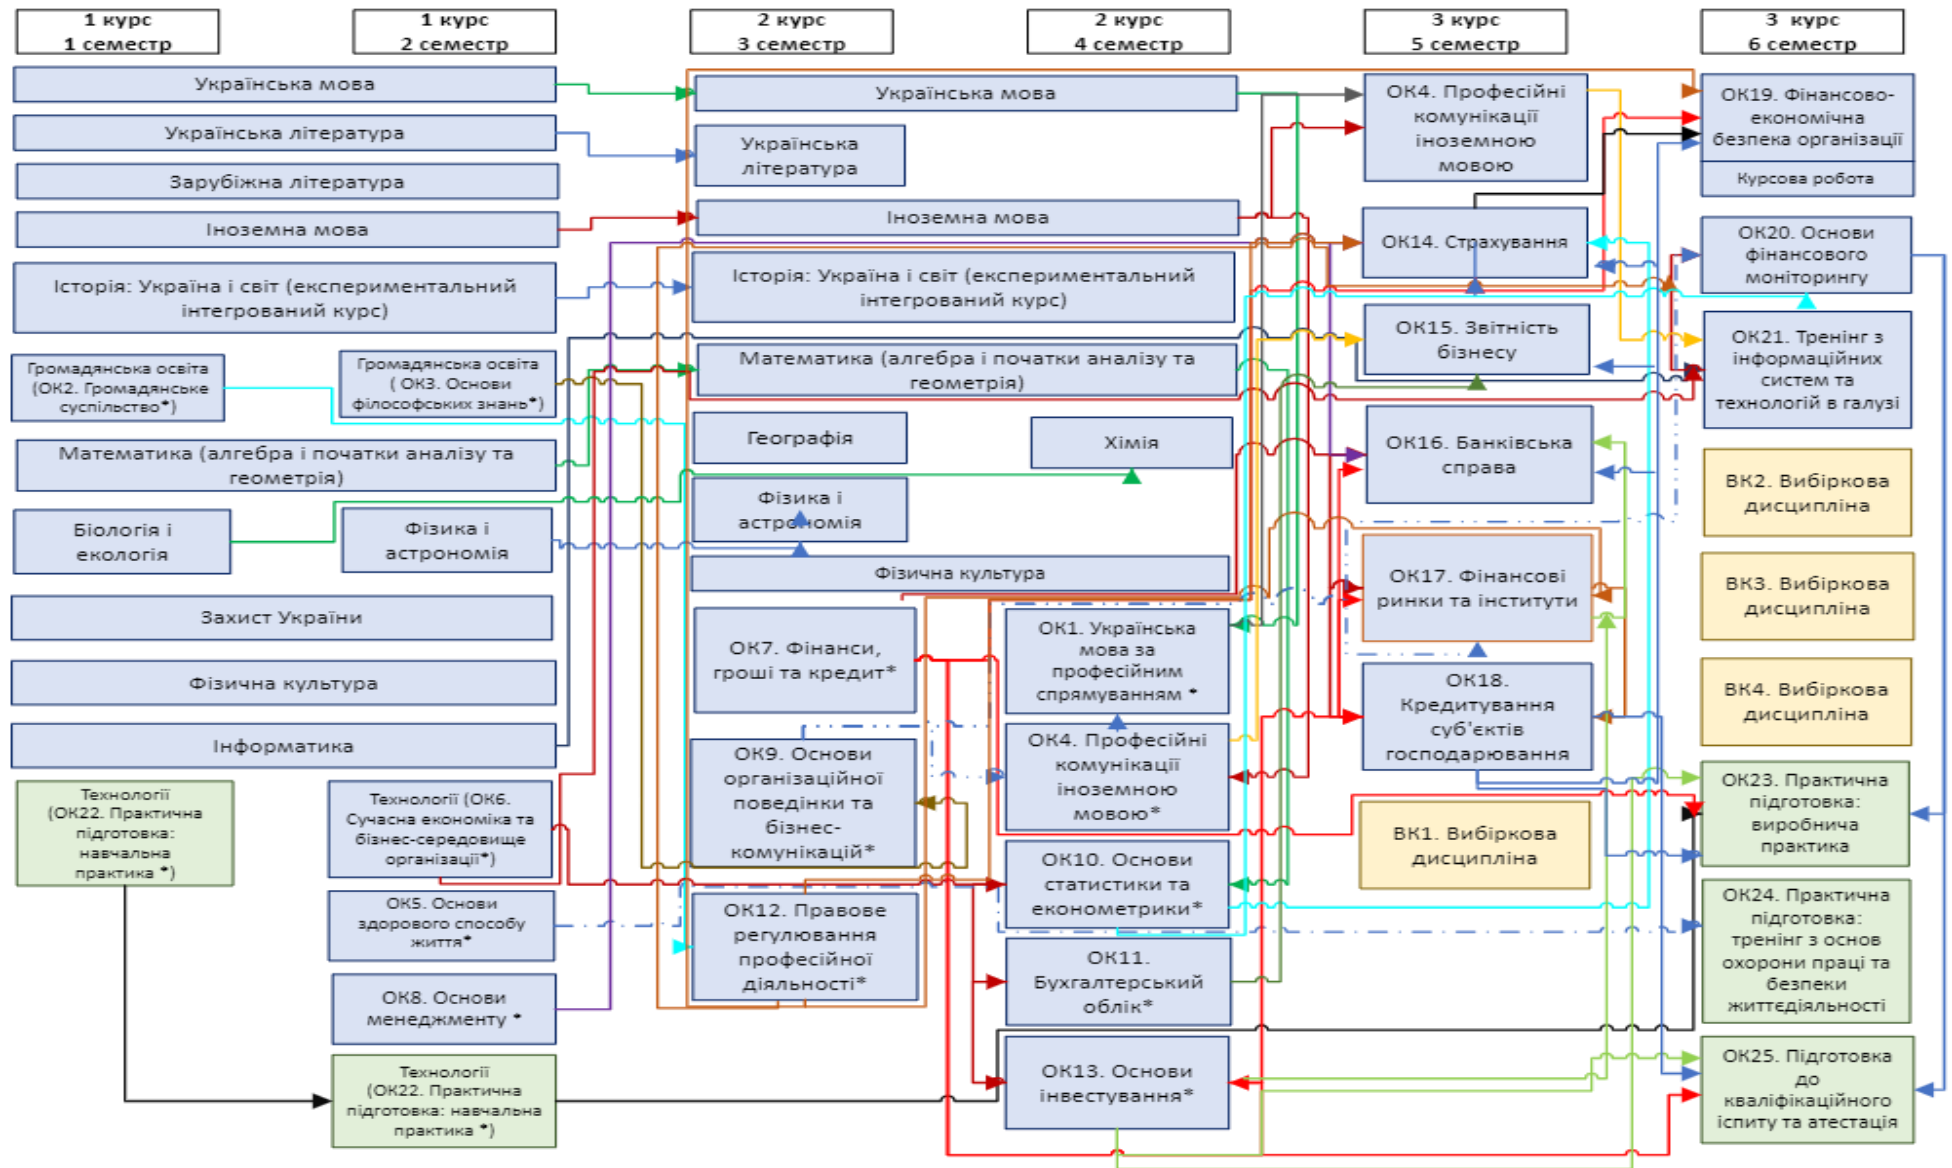 1 курс
1 семестр
1 курс
2 семестр
2 курс
3 семестр
2 курс
4 семестр
3 курс
5 семестр
3 курс
6 семестр
Українська мова
Українська література
Зарубіжна література
Іноземна мова
Історія: Україна і світ (експериментальний
інтегрований курс)
Громадянська освіта
(ОК2. Громадянське
суспільство*)
Громадянська освіта
( ОК3. Основи
філософських знань*)
Математика (алгебра і початки аналізу та
геометрія)
Біологія і
екологія
Фізика і
астрономія
Захист України
Фізична культура
Інформатика
Технології
(ОК22. Практична
підготовка:
навчальна
практика *)
Технології (ОК6.
Сучасна економіка та
бізнес-середовище
організації*)
ОК5. Основи
здорового способу
життя*
ОК8. Основи
менеджменту *
Технології
(ОК22. Практична
підготовка: навчальна
практика *)
Українська мова
Українська
література
Іноземна мова
Історія: Україна і світ (експериментальний
інтегрований курс)
Математика (алгебра і початки аналізу та
геометрія)
Географія
Хімія
Фізика і
астрономія
Фізична культура
ОК7. Фінанси,
гроші та кредит*
ОК9. Основи
організаційної
поведінки та
бізнес-
комунікацій*
ОК12. Правове
регулювання
професійної
діяльності*
ОК1. Українська
мова за
професійним
спрямуванням *
ОК4. Професійні
комунікації
іноземною
мовою*
ОК10. Основи
статистики та
економетрики*
ОК11.
Бухгалтерський
облік*
ОК13. Основи
інвестування*
ОК4. Професійні
комунікації
іноземною
мовою
ОК14. Страхування
ОК15. Звітність
бізнесу
ОК16. Банківська
справа
ОК17. Фінансові
ринки та інститути
ОК18.
Кредитування
суб'єктів
господарювання
ВК1. Вибіркова
дисципліна
ОК19. Фінансово-
економічна
безпека організації
Курсова робота
ОК20. Основи
фінансового
моніторингу
ОК21. Тренінг з
інформаційних
систем та
технологій в галузі
ВК2. Вибіркова
дисципліна
ВК3. Вибіркова
дисципліна
ВК4. Вибіркова
дисципліна
ОК23. Практична
підготовка:
виробнича
практика
ОК24. Практична
підготовка:
тренінг з основ
охорони праці та
безпеки
життєдіяльності
ОК25. Підготовка
до
кваліфікаційного
іспиту та атестація